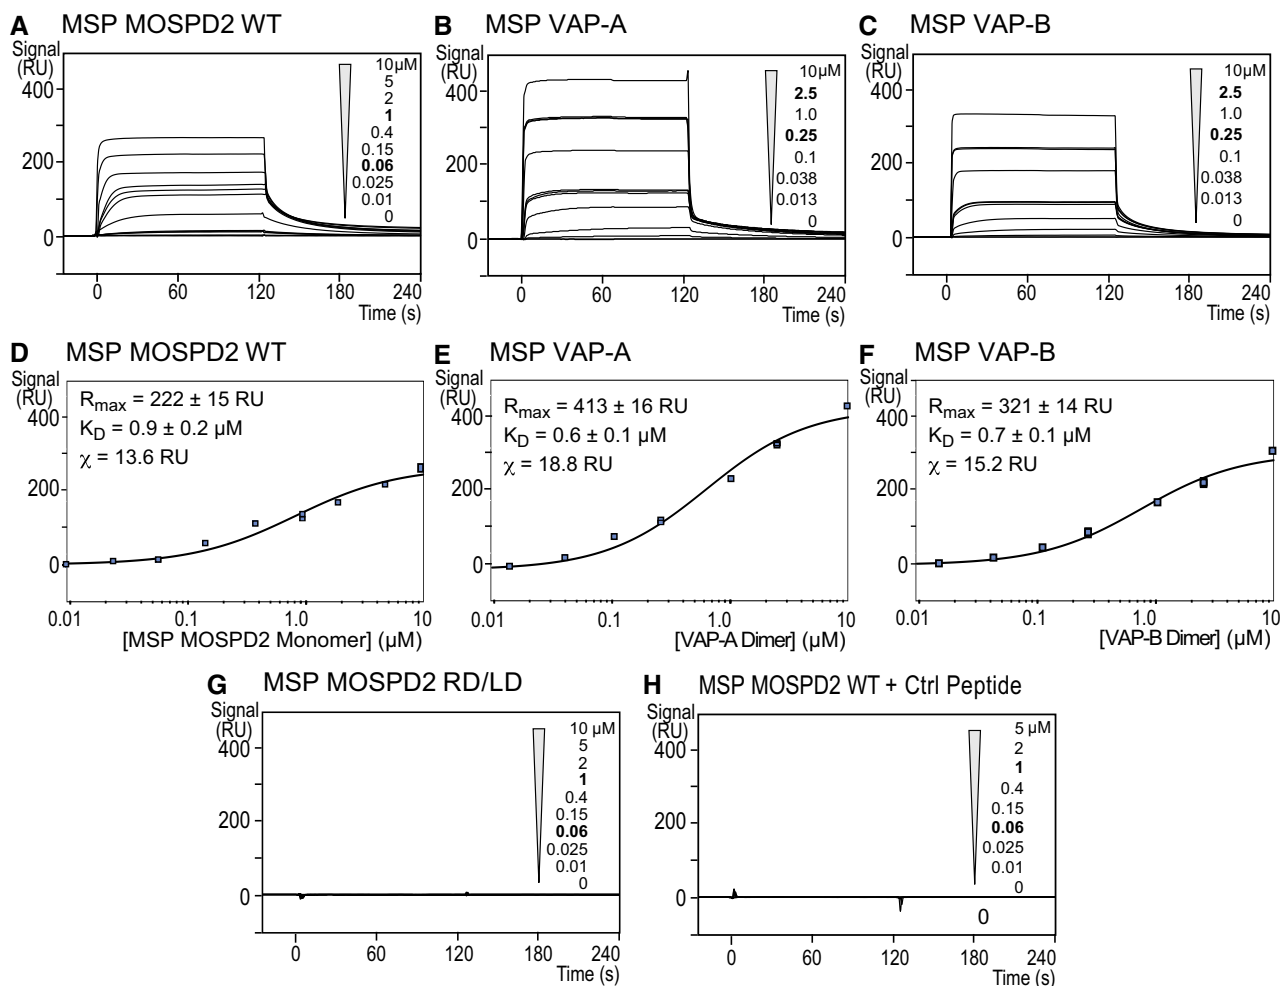 A MSP MOSPD2 WT
Signal
(RU)
400
200
0
10µM
5
2
1
0.4
0.15
0.06
0.025
0.01
0
0 60 120 180 240
Time (s)
B MSP VAP-A
Signal
(RU)
400
200
0
10µM
2.5
1.0
0.25
0.1
0.038
0.013
0
0 60 120 180 240
Time (s)
C MSP VAP-B
Signal
(RU)
400
200
0
10µM
2.5
1.0
0.25
0.1
0.038
0.013
0
0 60 120 180 240
Time (s)
D MSP MOSPD2 WT
Signal
(RU)
400
200
0
Rmax = 222 ± 15 RU
KD = 0.9 ± 0.2 µM
χ = 13.6 RU
0.01 0.1 1.0 10
[MSP MOSPD2 Monomer] (µM)
E MSP VAP-A
Signal
(RU)
400
200
0
Rmax = 413 ± 16 RU
KD = 0.6 ± 0.1 µM
χ = 18.8 RU
0.01 0.1 1.0 10
[VAP-A Dimer] (µM)
F MSP VAP-B
Signal
(RU)
400
200
0
Rmax = 321 ± 14 RU
KD = 0.7 ± 0.1 µM
χ = 15.2 RU
0.01 0.1 1.0 10
[VAP-B Dimer] (µM)
G MSP MOSPD2 RD/LD
Signal
(RU)
400
200
0
10 µM
5
2
1
0.4
0.15
0.06
0.025
0.01
0
0 60 120 180 240
Time (s)
H MSP MOSPD2 WT + Ctrl Peptide
Signal
(RU)
400
200
0
5 µM
2
1
0.4
0.15
0.06
0.025
0.01
0
0
0 60 120 180 240
Time (s)